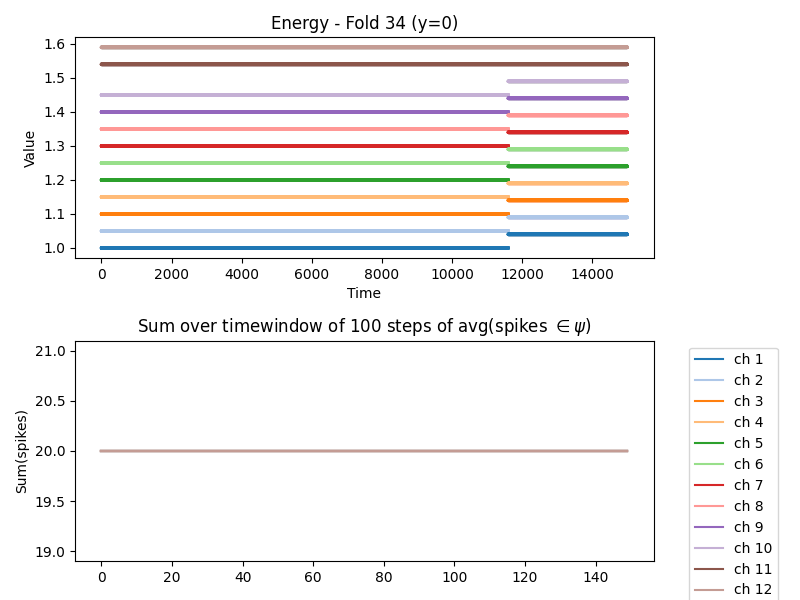 Energy - Fold 34 (y=0)
1.6
1.5
1.4
1.3
1.2
1.1
1.0
Value
0 2000 4000 6000 8000 10000 12000 14000
Time
Sum over timewindow of 100 steps of avg(spikes ∈ ψ)
21.0
20.5
20.0
19.5
19.0
Sum(spikes)
0 20 40 60 80 100 120 140
ch 1
ch 2
ch 3
ch 4
ch 5
ch 6
ch 7
ch 8
ch 9
ch 10
ch 11
ch 12